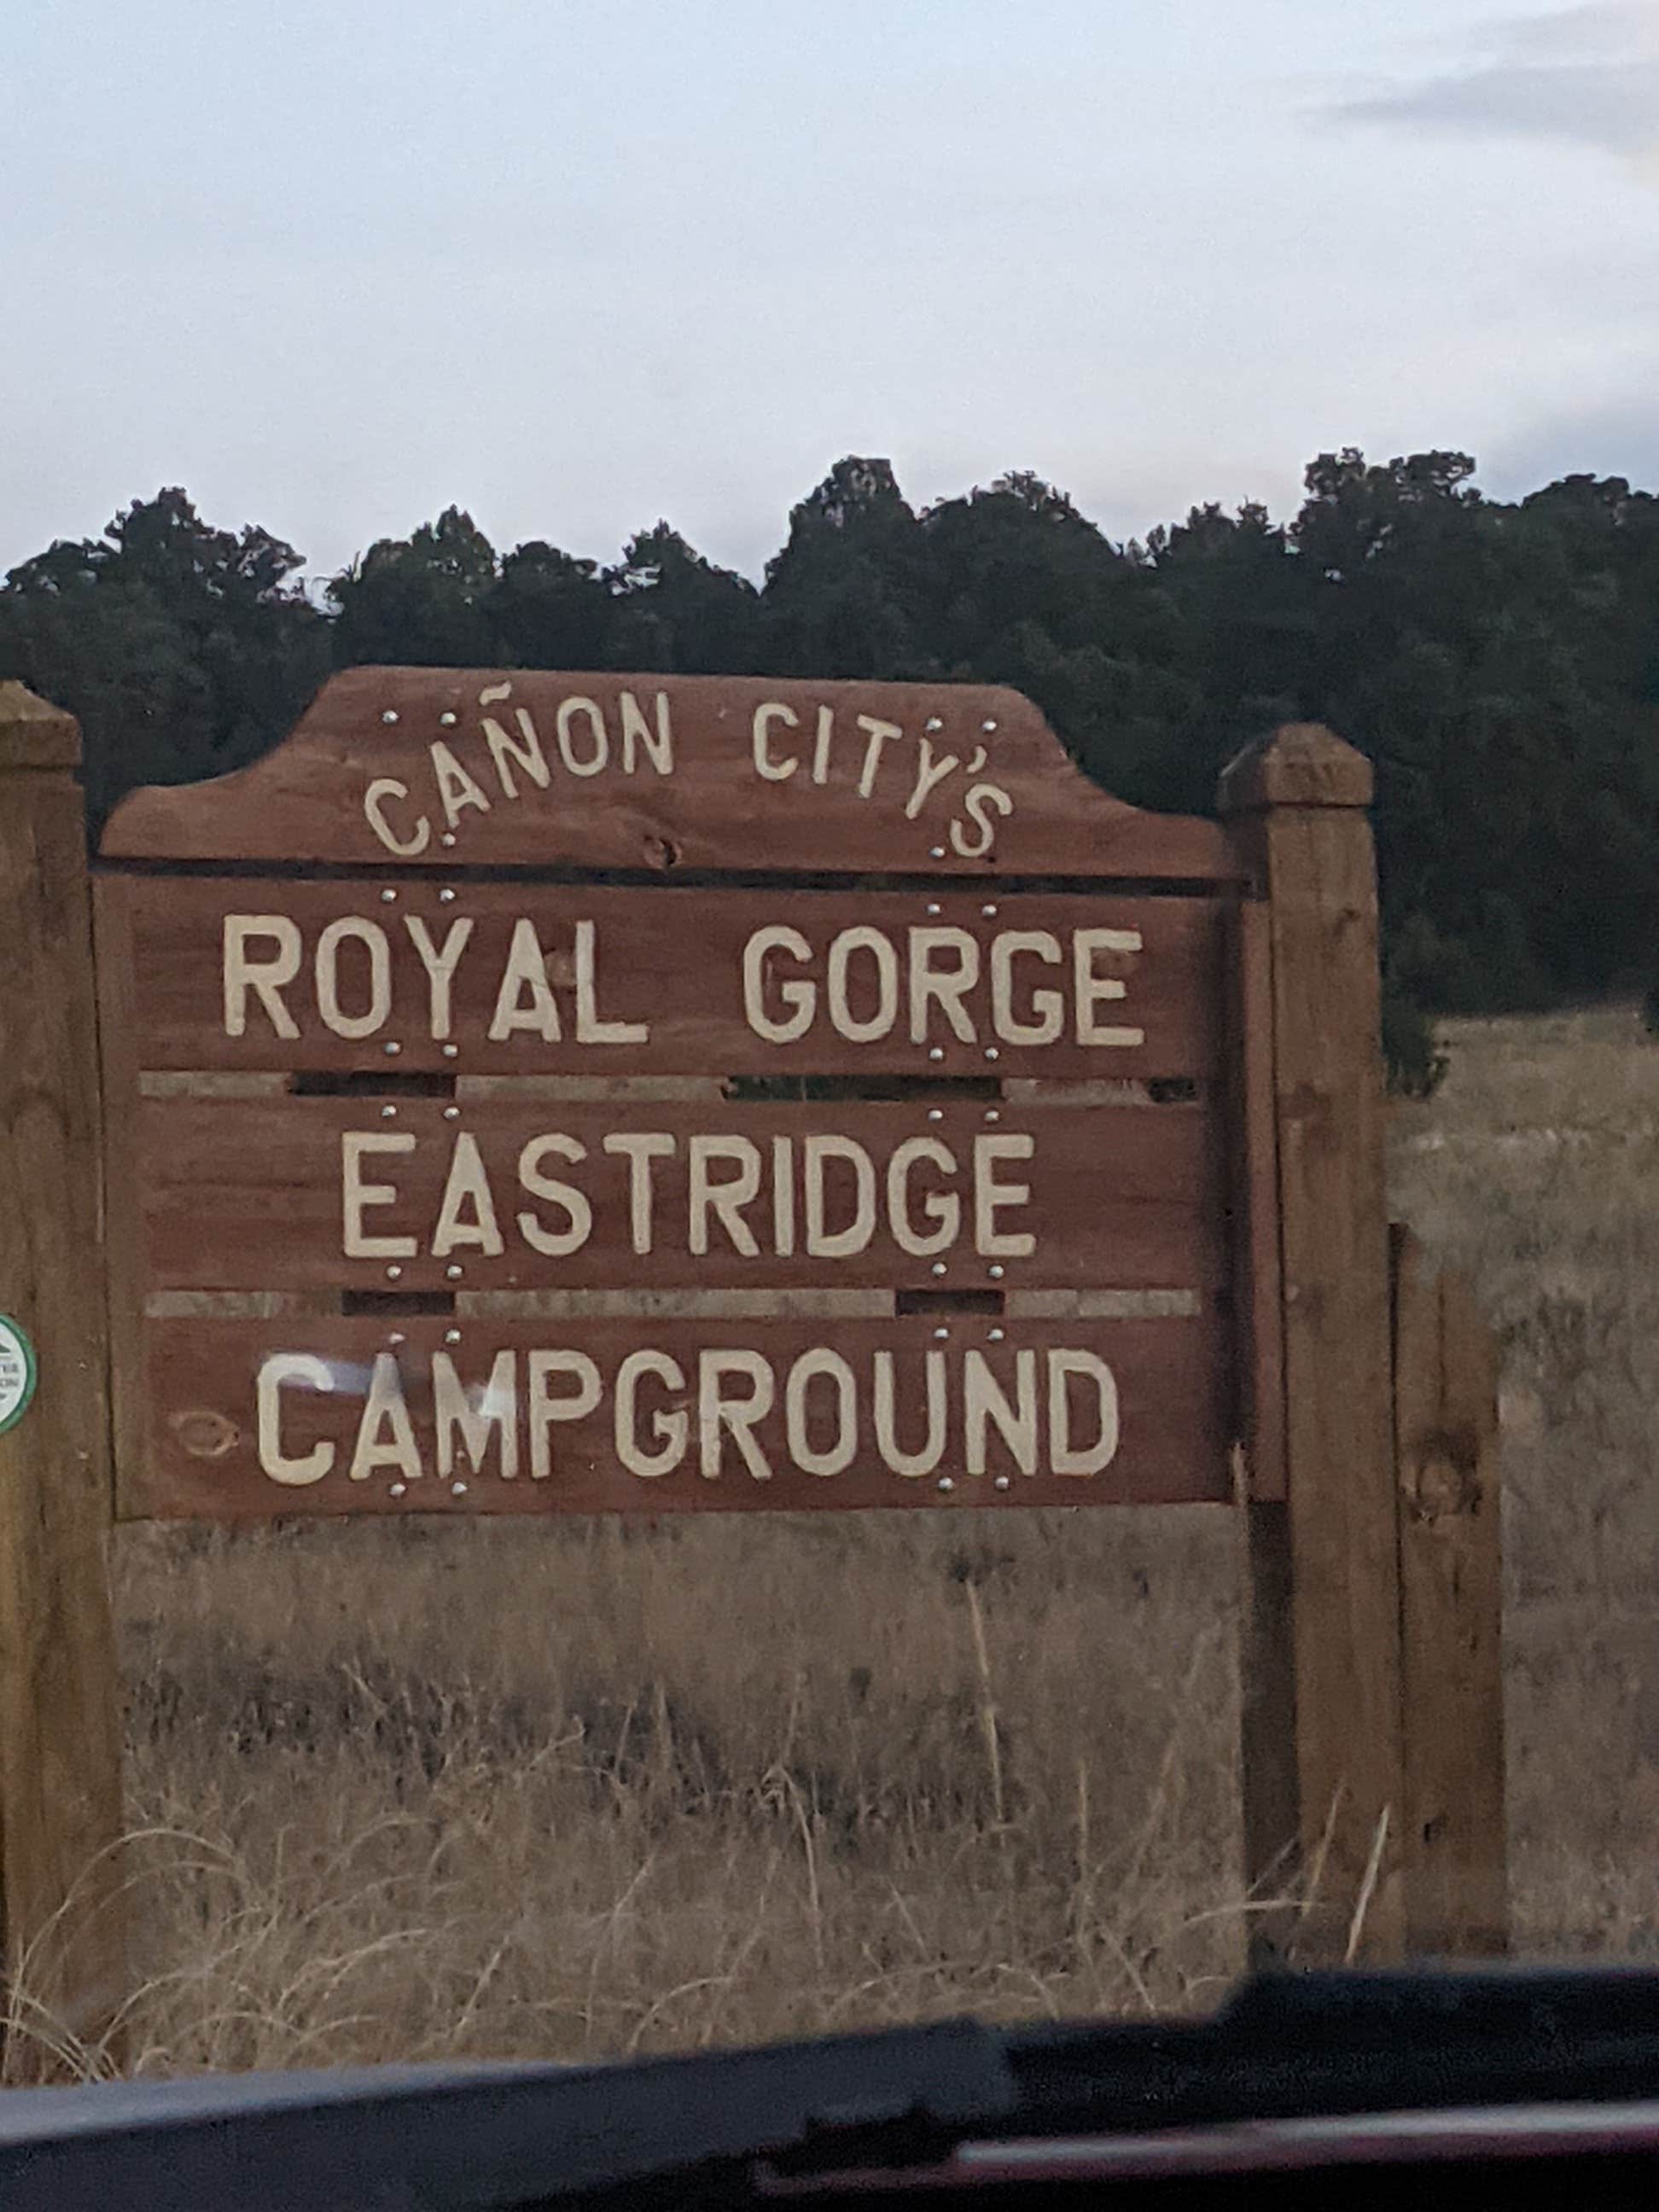 CAÑON CITY'S
ROYAL GORGE
EASTRIDGE
CAMPGROUND